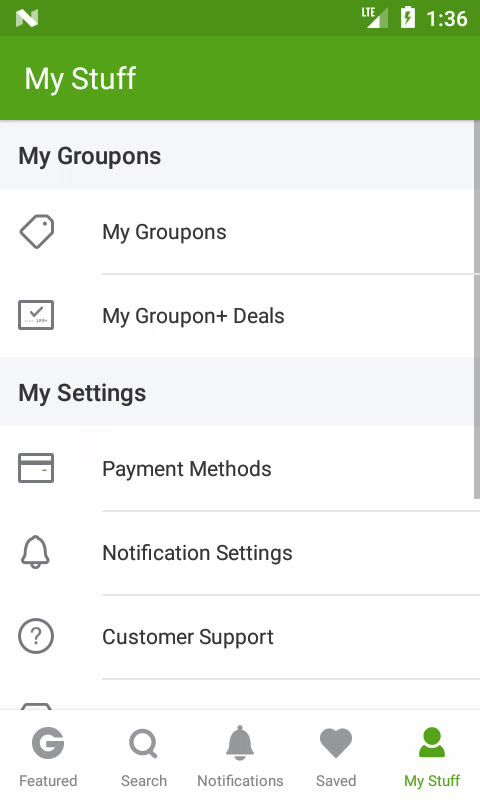 LTE 1:36
My Stuff
My Groupons
My Groupons
My Groupon+ Deals
My Settings
Payment Methods
Notification Settings
? Customer Support
G
Featured Search Notifications Saved My Stuff